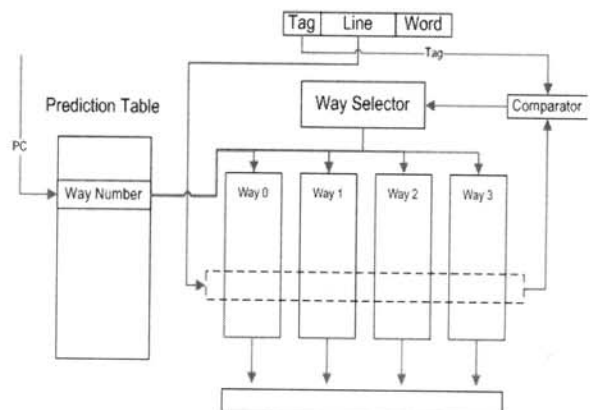 Tag Line Word
Tag
Prediction Table
Way Selector
Comparator
PC
Way Number
Way 0 Way 1 Way 2 Way 3